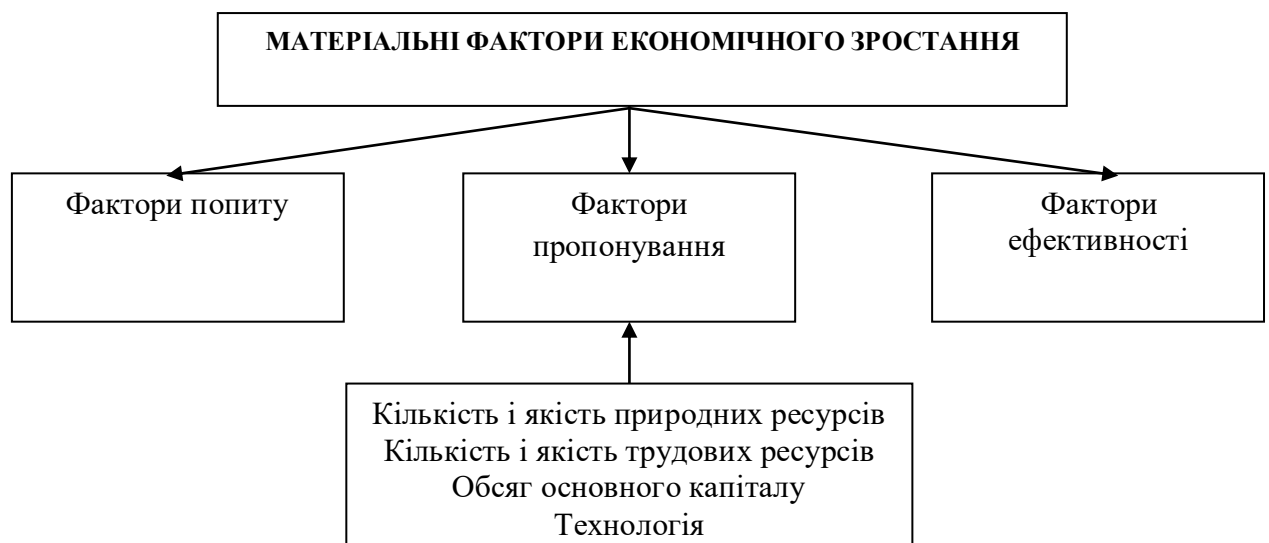 МАТЕРІАЛЬНІ ФАКТОРИ ЕКОНОМІЧНОГО ЗРОСТАННЯ
Фактори попиту
Фактори
пропонування
Фактори
ефективності
Кількість і якість природних ресурсів
Кількість і якість трудових ресурсів
Обсяг основного капіталу
Технологія